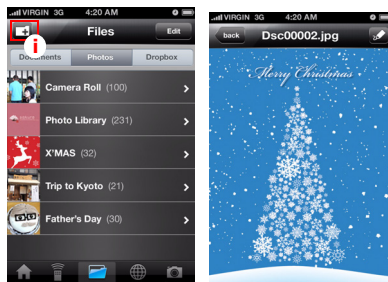 VIRGIN 3G 4:20 AM
Files
Edit
i
Documents Photos Dropbox
Camera Roll (100)
Photo Library (231)
X'MAS (32)
Trip to Kyoto (21)
Father's Day (30)
VIRGIN 3G 4:20 AM
back
Dsc00002.jpg
Merry Christmas